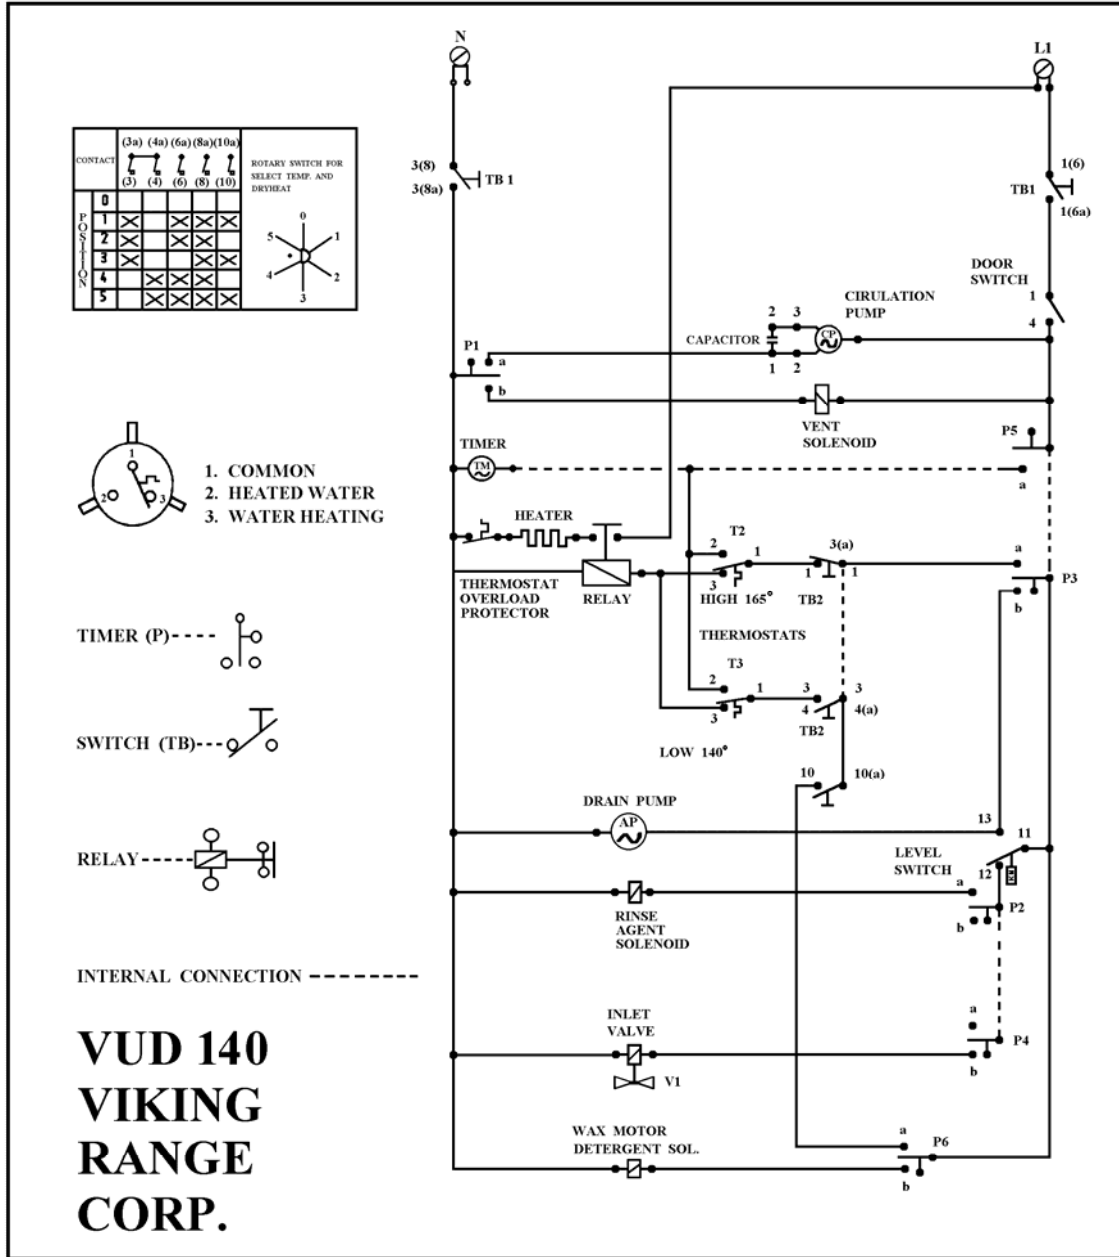 N
L1
(3a) (4a) (6a) (8a) (10a)
CONTACT
(3) (4) (6) (8) (10)
POSITION
0
1
2
3
4
5
ROTARY SWITCH FOR
SELECT TEMP. AND
DRYHEAT
0
5 1
4 2
3
3(8)
3(8a)
TB 1
1(6)
TB1
1(6a)
DOOR
SWITCH
1
4
CIRULATION
PUMP
2 3
CAPACITOR
CP
1 2
P1
a
b
VENT
SOLENOID
P5
a
TIMER
TM
1
2 3
1. COMMON
2. HEATED WATER
3. WATER HEATING
HEATER
T2
2
1
3
3(a)
1 1
TB2
HIGH 165°
a
P3
b
THERMOSTAT
OVERLOAD
PROTECTOR
RELAY
THERMOSTATS
TIMER (P)
T3
2
1
3
3 3
4 4(a)
TB2
LOW 140°
SWITCH (TB)
10 10(a)
DRAIN PUMP
AP
13
11
LEVEL
SWITCH
12
RELAY
a
P2
b
RINSE
AGENT
SOLENOID
INTERNAL CONNECTION
INLET
VALVE
V1
a
P4
b
VUD 140
VIKING
RANGE
CORP.
WAX MOTOR
DETERGENT SOL.
a
P6
b